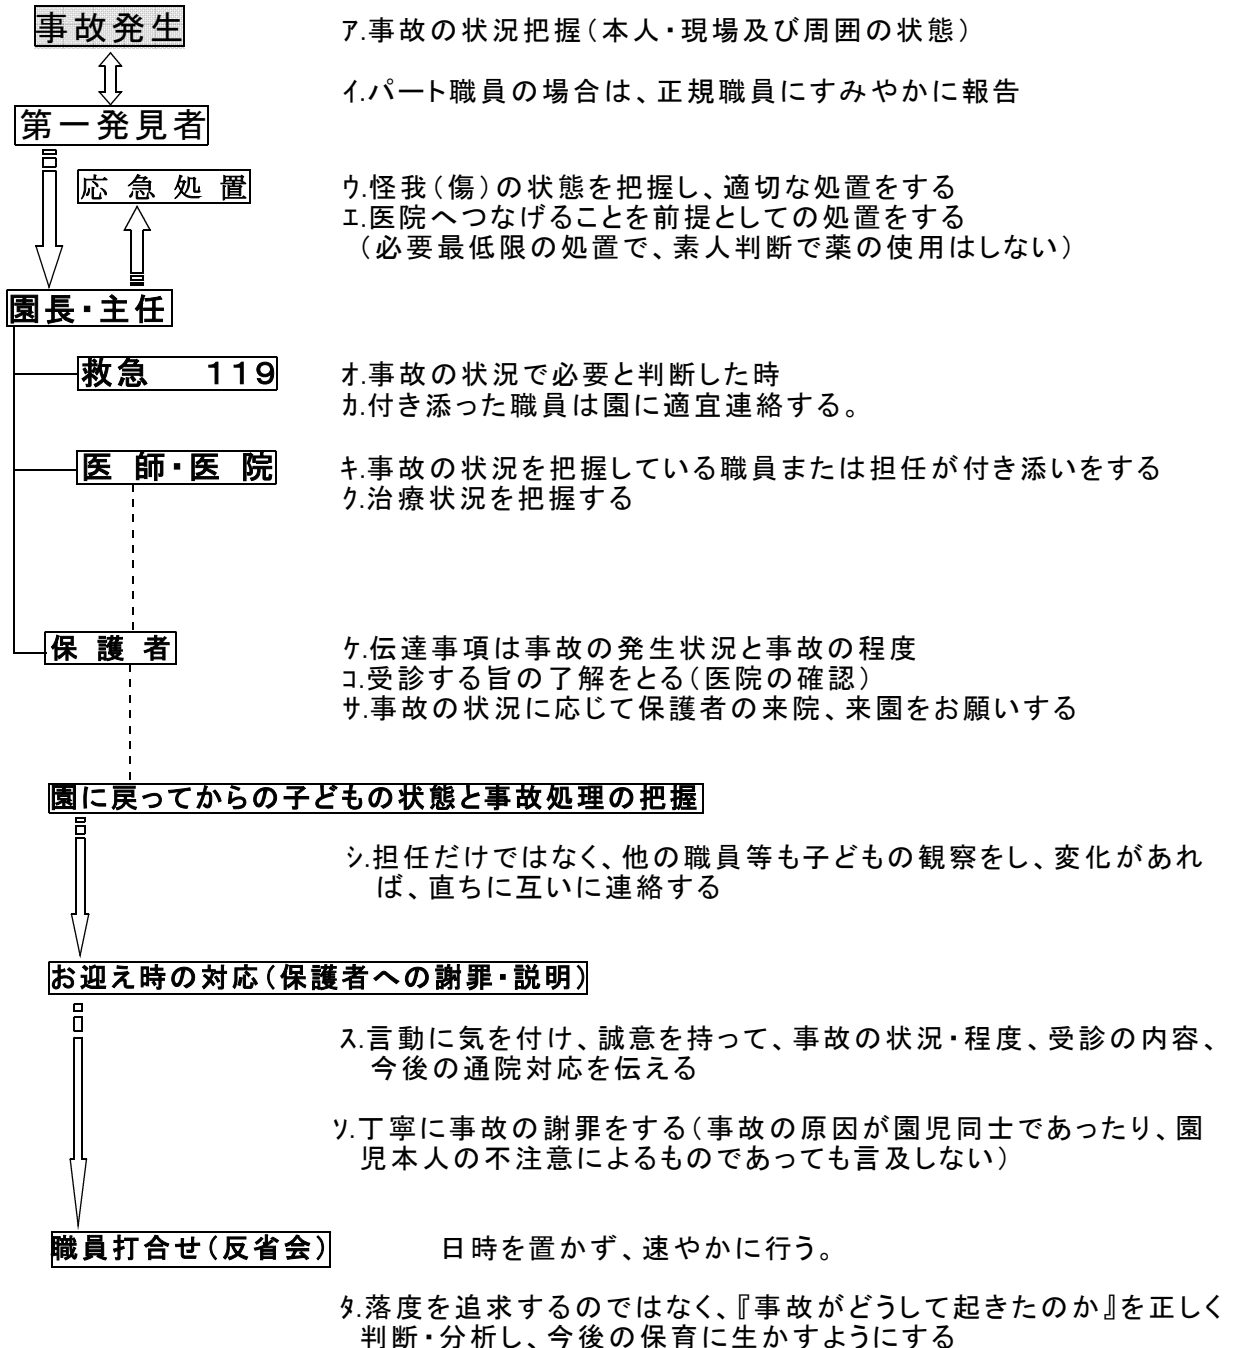 事故発生
ｱ.事故の状況把握(本人・現場及び周囲の状態)
ｲ.パート職員の場合は、正規職員にすみやかに報告
第一発見者
応 急 処 置
ｳ.怪我(傷)の状態を把握し、適切な処置をする
ｴ.医院へつなげることを前提としての処置をする
(必要最低限の処置で、素人判断で薬の使用はしない)
園長・主任
救急 119
ｵ.事故の状況で必要と判断した時
ｶ.付き添った職員は園に適宜連絡する。
医 師・医 院
ｷ.事故の状況を把握している職員または担任が付き添いをする
ｸ.治療状況を把握する
保 護 者
ｹ.伝達事項は事故の発生状況と事故の程度
ｺ.受診する旨の了解をとる(医院の確認)
ｻ.事故の状況に応じて保護者の来院、来園をお願いする
園に戻ってからの子どもの状態と事故処理の把握
ｼ.担任だけではなく、他の職員等も子どもの観察をし、変化があれ
ば、直ちに互いに連絡する
お迎え時の対応(保護者への謝罪・説明)
ｽ.言動に気を付け、誠意を持って、事故の状況・程度、受診の内容、
今後の通院対応を伝える
ｿ.丁寧に事故の謝罪をする(事故の原因が園児同士であったり、園
児本人の不注意によるものであっても言及しない)
職員打合せ(反省会)
日時を置かず、速やかに行う。
ﾀ.落度を追求するのではなく、『事故がどうして起きたのか』を正しく
判断・分析し、今後の保育に生かすようにする